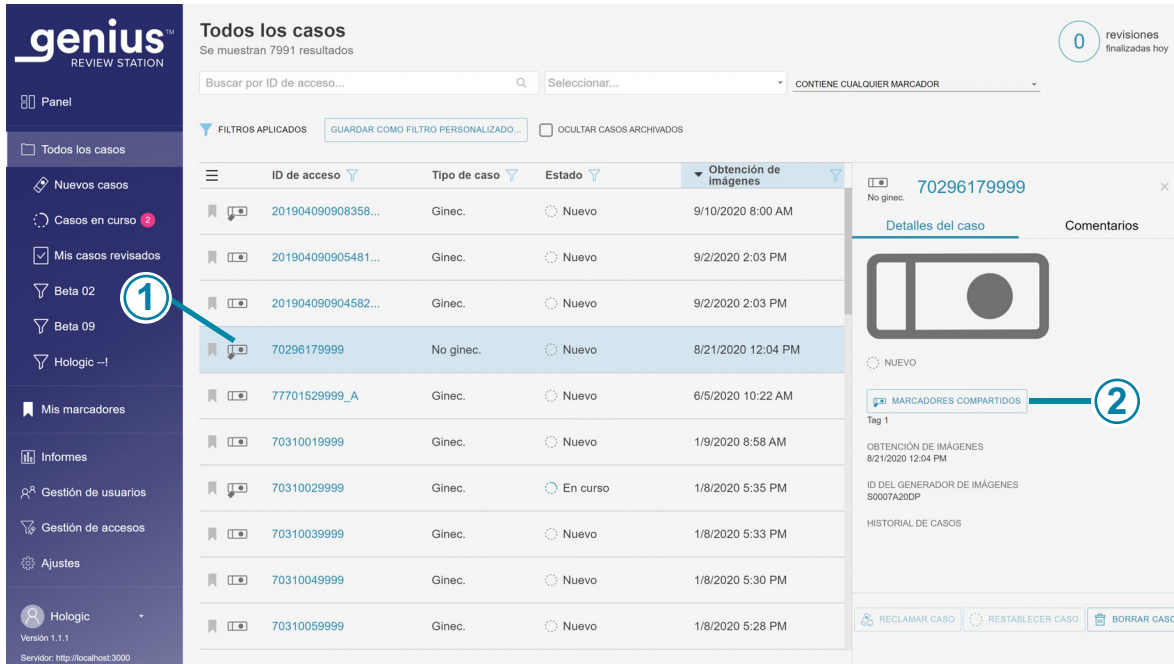 genius™
REVIEW STATION
Panel
Todos los casos
Nuevos casos
Casos en curso 2
Mis casos revisados
Beta 02
Beta 09
Hologic --!
Mis marcadores
Informes
Gestión de usuarios
Gestión de accesos
Ajustes
Hologic
Versión 1.1.1
Servidor: http://localhost:3000
Todos los casos
Se muestran 7991 resultados
0 revisiones
finalizadas hoy
Buscar por ID de acceso... Seleccionar... CONTIENE CUALQUIER MARCADOR
FILTROS APLICADOS GUARDAR COMO FILTRO PERSONALIZADO... OCULTAR CASOS ARCHIVADOS
ID de acceso Tipo de caso Estado Obtención de
imágenes
201904090908358... Ginec. Nuevo 9/10/2020 8:00 AM
201904090905481... Ginec. Nuevo 9/2/2020 2:03 PM
201904090904582... Ginec. Nuevo 9/2/2020 2:03 PM
1
70296179999 No ginec. Nuevo 8/21/2020 12:04 PM
77701529999_A Ginec. Nuevo 6/5/2020 10:22 AM
70310019999 Ginec. Nuevo 1/9/2020 8:58 AM
70310029999 Ginec. En curso 1/8/2020 5:35 PM
70310039999 Ginec. Nuevo 1/8/2020 5:33 PM
70310049999 Ginec. Nuevo 1/8/2020 5:30 PM
70310059999 Ginec. Nuevo 1/8/2020 5:28 PM
No ginec. 70296179999
Detalles del caso Comentarios
NUEVO
MARCADORES COMPARTIDOS 2
Tag 1
OBTENCIÓN DE IMÁGENES
8/21/2020 12:04 PM
ID DEL GENERADOR DE IMÁGENES
S0007A20DP
HISTORIAL DE CASOS
RECLAMAR CASO RESTABLECER CASO BORRAR CASO